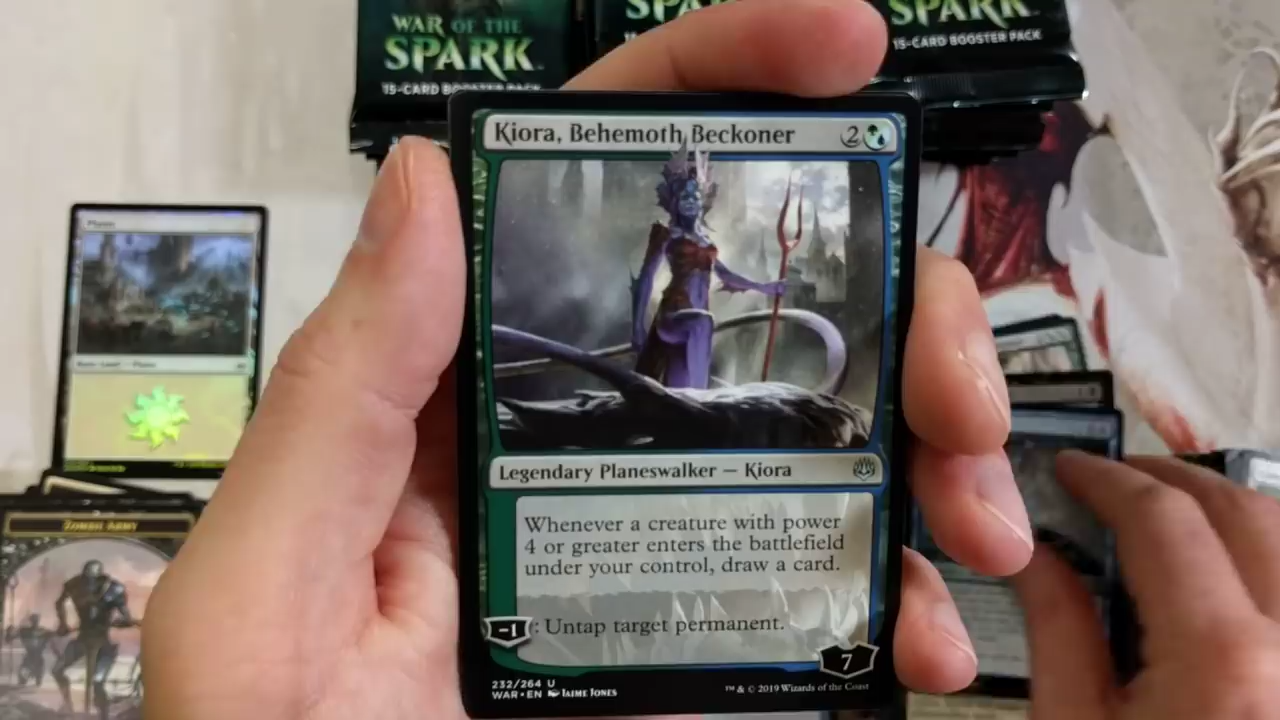 WAR OF THE
SPARK
15-CARD BOOSTER PACK
SPARK
15-CARD BOOSTER PACK
Kiora, Behemoth Beckoner 2
Plains
Legendary Planeswalker — Kiora
Whenever a creature with power
4 or greater enters the battlefield
under your control, draw a card.
-1: Untap target permanent.
7
232/264 U
WAR • EN JAIME JONES
™ & © 2019 Wizards of the Coast
ZOMBIE ARMY